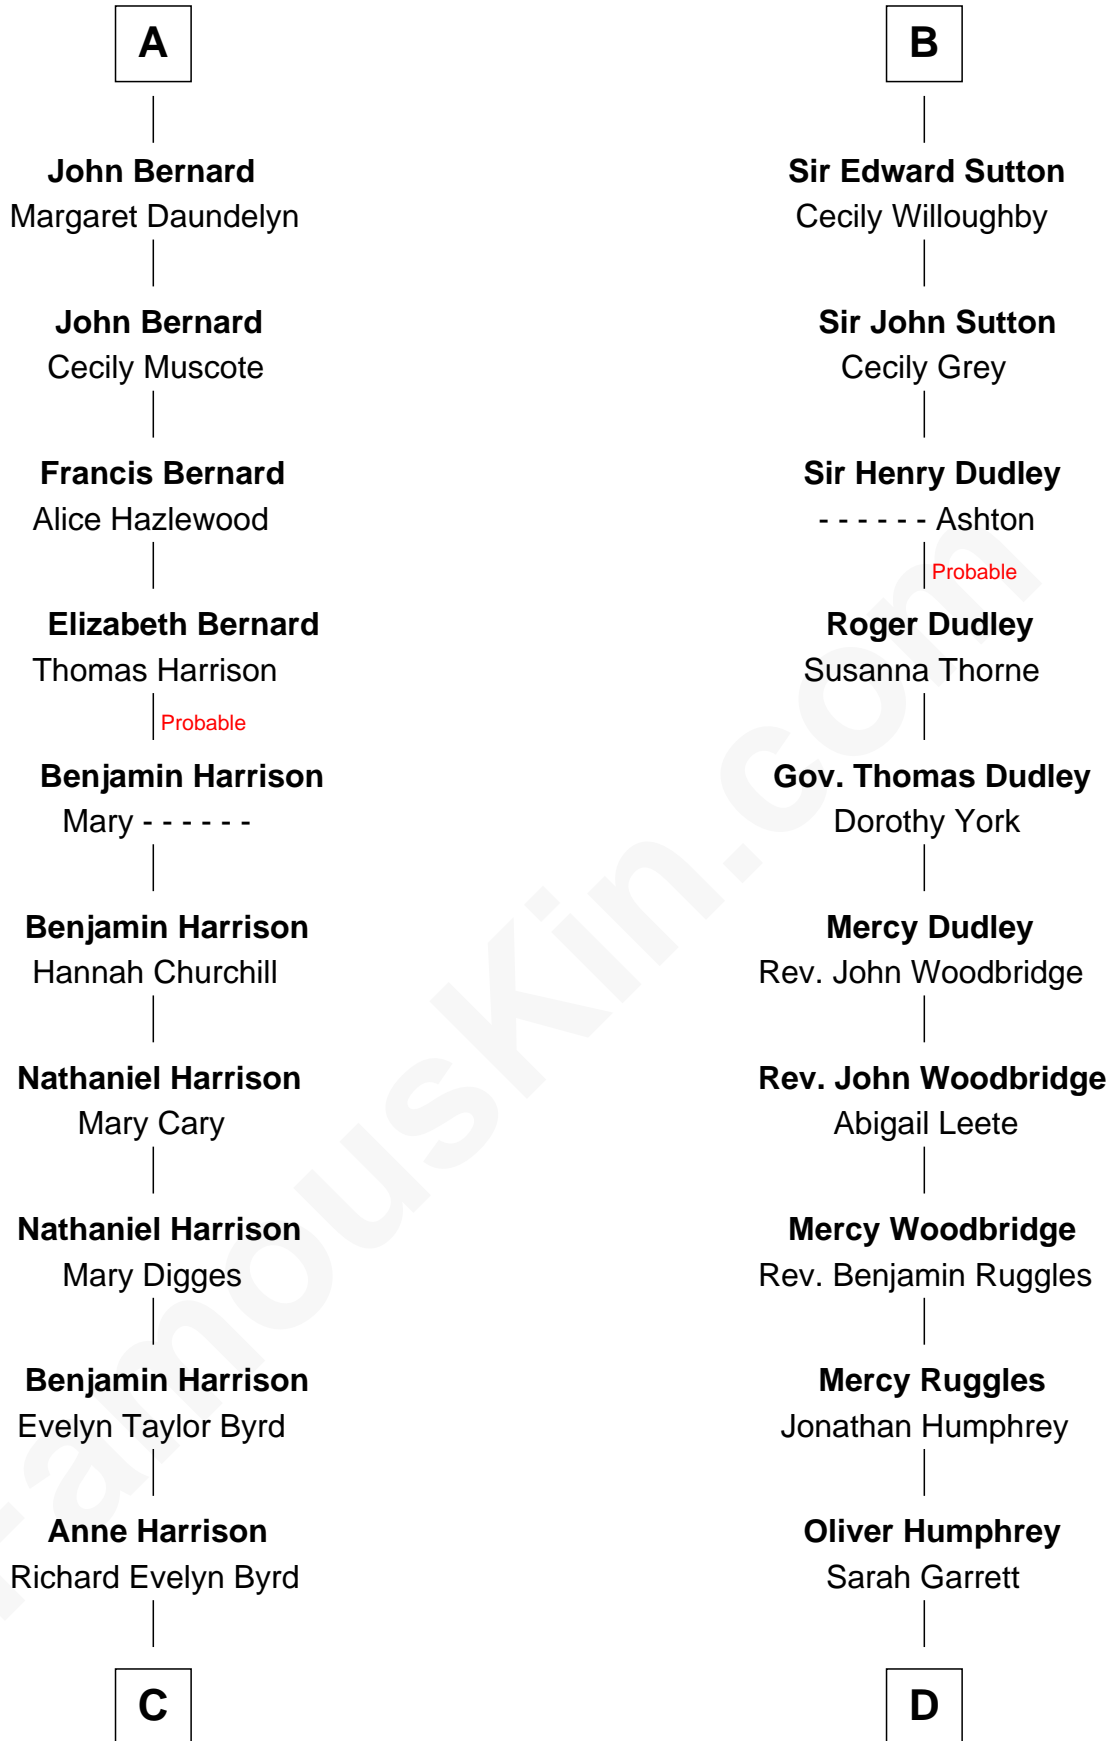 A
John Bernard
Margaret Daundelyn
John Bernard
Cecily Muscote
Francis Bernard
Alice Hazlewood
Elizabeth Bernard
Thomas Harrison
Probable
Benjamin Harrison
Mary - - - - - -
Benjamin Harrison
Hannah Churchill
Nathaniel Harrison
Mary Cary
Nathaniel Harrison
Mary Digges
Benjamin Harrison
Evelyn Taylor Byrd
Anne Harrison
Richard Evelyn Byrd
C
B
Sir Edward Sutton
Cecily Willoughby
Sir John Sutton
Cecily Grey
Sir Henry Dudley
- - - - - - Ashton
Probable
Roger Dudley
Susanna Thorne
Gov. Thomas Dudley
Dorothy York
Mercy Dudley
Rev. John Woodbridge
Rev. John Woodbridge
Abigail Leete
Mercy Woodbridge
Rev. Benjamin Ruggles
Mercy Ruggles
Jonathan Humphrey
Oliver Humphrey
Sarah Garrett
D
FamousKin.com